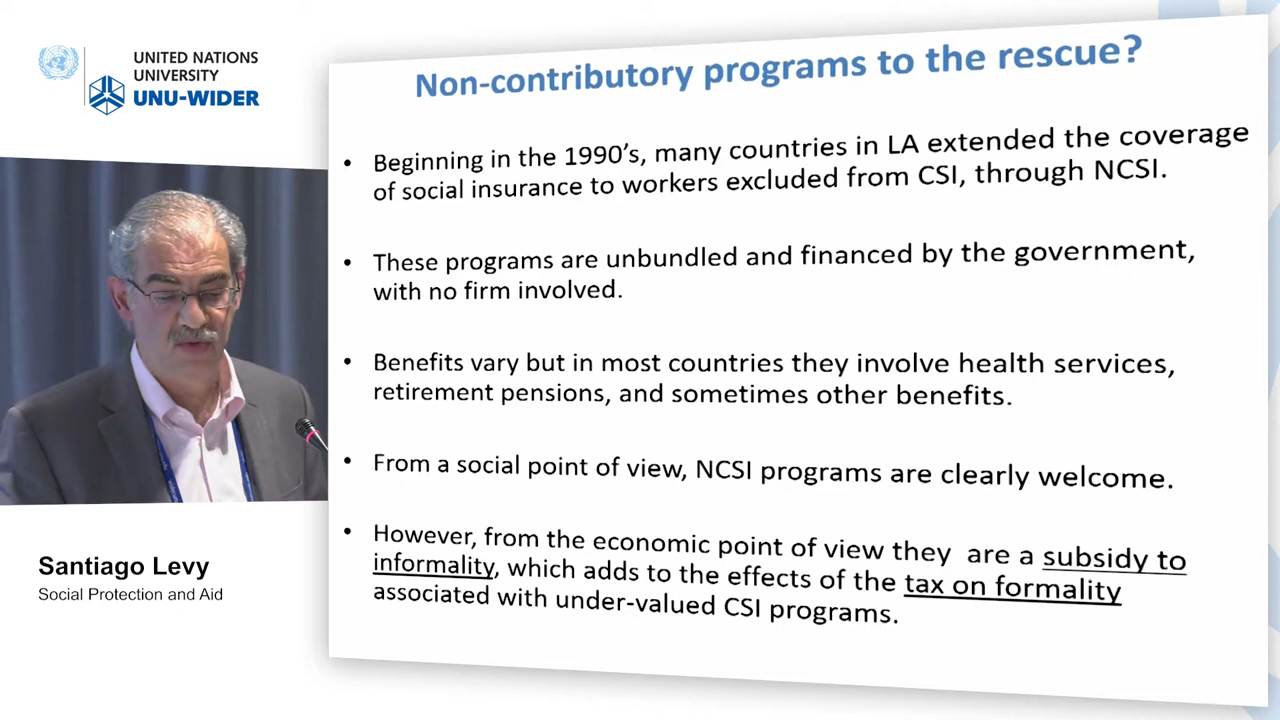 UNITED NATIONS
UNIVERSITY
UNU-WIDER
Non-contributory programs to the rescue?
• Beginning in the 1990’s, many countries in LA extended the coverage
of social insurance to workers excluded from CSI, through NCSI.
• These programs are unbundled and financed by the government,
with no firm involved.
• Benefits vary but in most countries they involve health services,
retirement pensions, and sometimes other benefits.
• From a social point of view, NCSI programs are clearly welcome.
• However, from the economic point of view they are a subsidy to
informality, which adds to the effects of the tax on formality
associated with under-valued CSI programs.
Santiago Levy
Social Protection and Aid